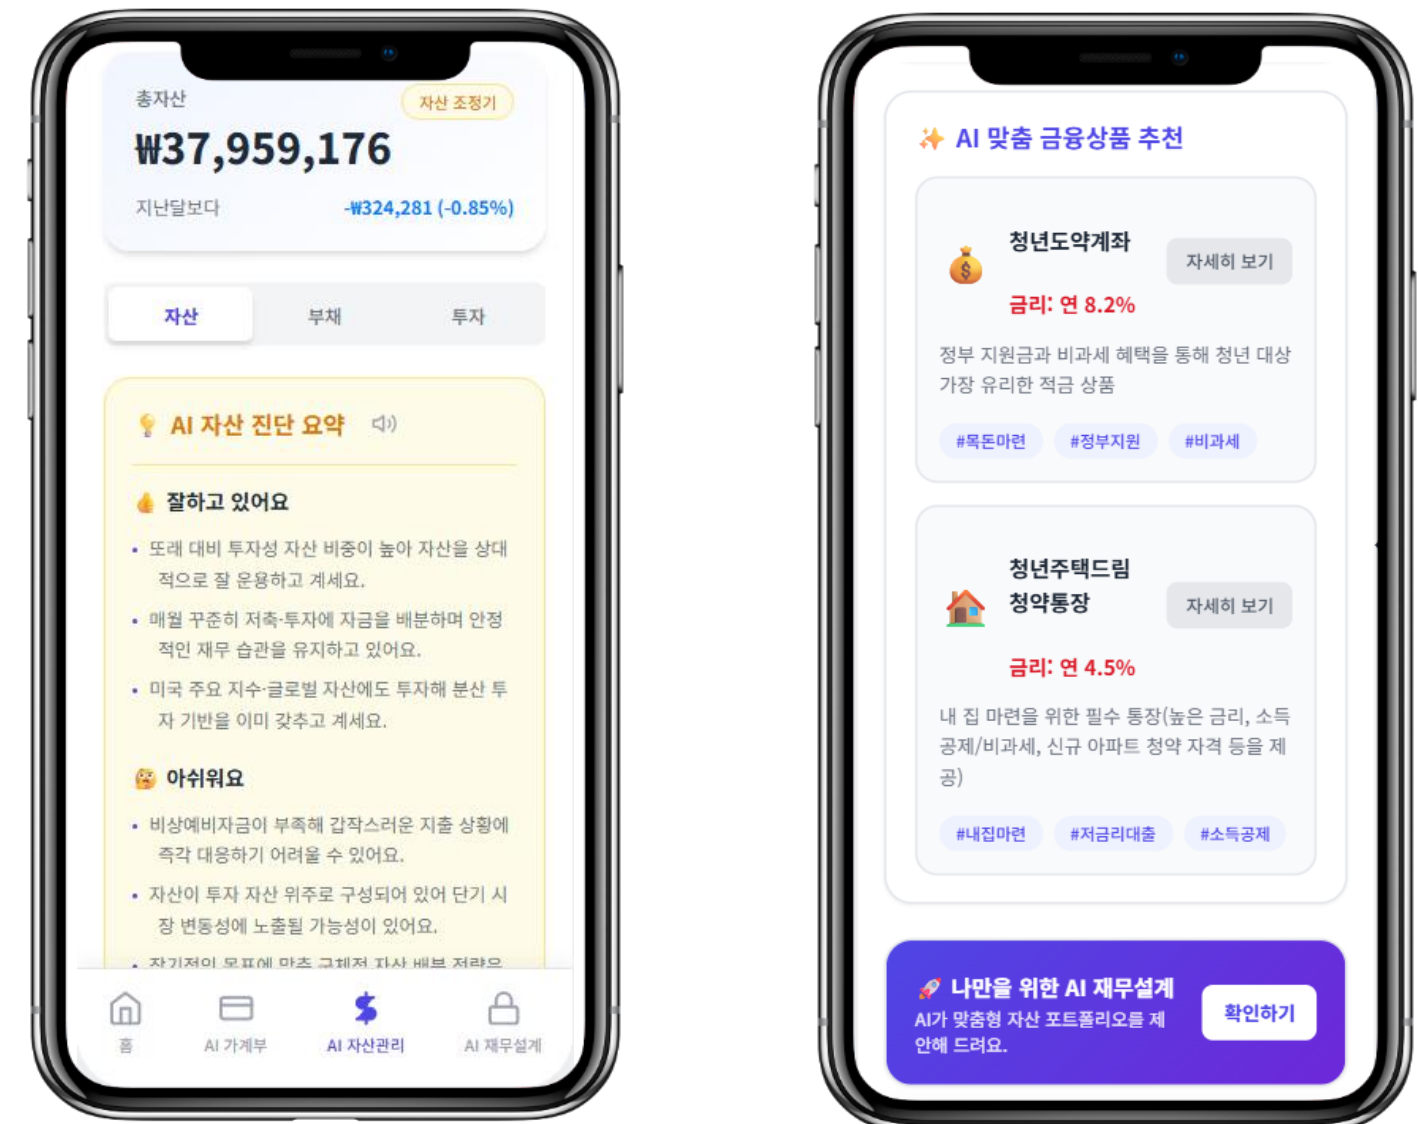 총자산
자산 조정기
₩37,959,176
지난달보다
-₩324,281 (-0.85%)
자산
부채
투자
AI 자산 진단 요약
잘하고 있어요
• 또래 대비 투자성 자산 비중이 높아 자산을 상대
적으로 잘 운용하고 계세요.
• 매월 꾸준히 저축·투자에 자금을 배분하며 안정
적인 재무 습관을 유지하고 있어요.
• 미국 주요 지수·글로벌 자산에도 투자해 분산 투
자 기반을 이미 갖추고 계세요.
아쉬워요
• 비상예비자금이 부족해 갑작스러운 지출 상황에
즉각 대응하기 어려울 수 있어요.
• 자산이 투자 자산 위주로 구성되어 있어 단기 시
장 변동성에 노출될 가능성이 있어요.
• 장기적인 목표에 맞춘 구체적 자산 배분 전략은
홈
AI 가계부
AI 자산관리
AI 재무설계
AI 맞춤 금융상품 추천
청년도약계좌
자세히 보기
금리: 연 8.2%
정부 지원금과 비과세 혜택을 통해 청년 대상
가장 유리한 적금 상품
#목돈마련
#정부지원
#비과세
청년주택드림
청약통장
자세히 보기
금리: 연 4.5%
내 집 마련을 위한 필수 통장(높은 금리, 소득
공제/비과세, 신규 아파트 청약 자격 등을 제
공)
#내집마련
#저금리대출
#소득공제
나만을 위한 AI 재무설계
AI가 맞춤형 자산 포트폴리오를 제
안해 드려요.
확인하기